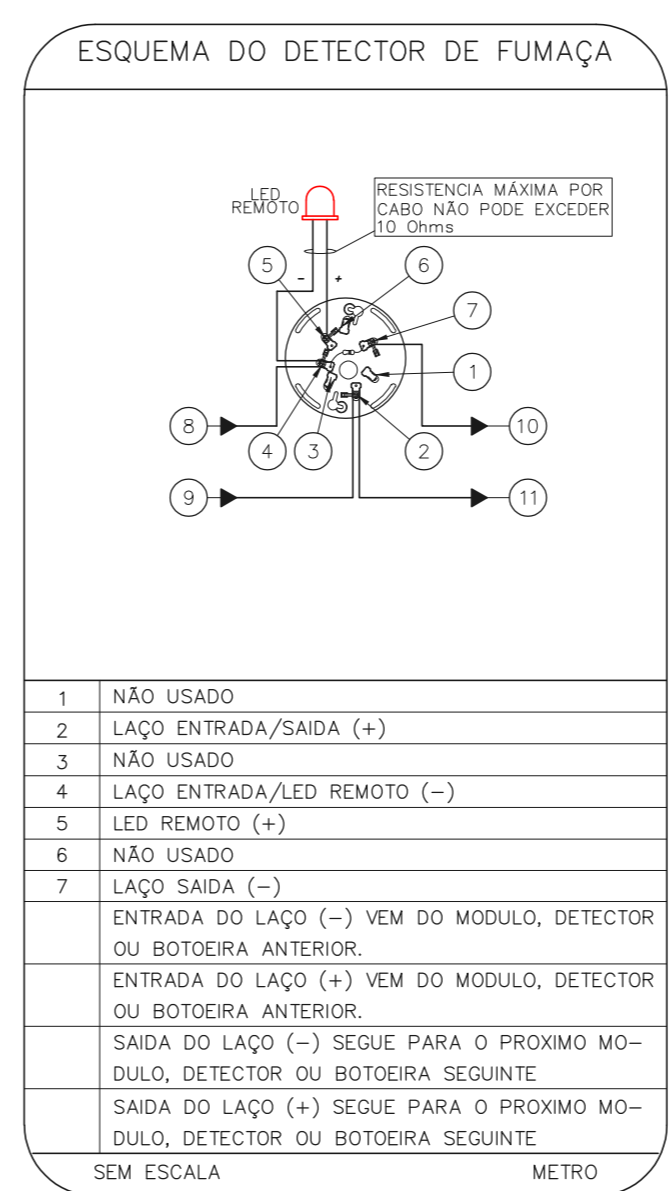 ESQUEMA DO DETECTOR DE FUMAÇA
LED
REMOTO
RESISTENCIA MÁXIMA POR
CABO NÃO PODE EXCEDER
10 Ohms
5
- +
6
7
1
8
4
3
2
10
9
11
1 NÃO USADO
2 LAÇO ENTRADA/SAIDA (+)
3 NÃO USADO
4 LAÇO ENTRADA/LED REMOTO (-)
5 LED REMOTO (+)
6 NÃO USADO
7 LAÇO SAIDA (-)
ENTRADA DO LAÇO (-) VEM DO MODULO, DETECTOR
OU BOTOEIRA ANTERIOR.
ENTRADA DO LAÇO (+) VEM DO MODULO, DETECTOR
OU BOTOEIRA ANTERIOR.
SAIDA DO LAÇO (-) SEGUE PARA O PROXIMO MO-
DULO, DETECTOR OU BOTOEIRA SEGUINTE
SAIDA DO LAÇO (+) SEGUE PARA O PROXIMO MO-
DULO, DETECTOR OU BOTOEIRA SEGUINTE
SEM ESCALA METRO